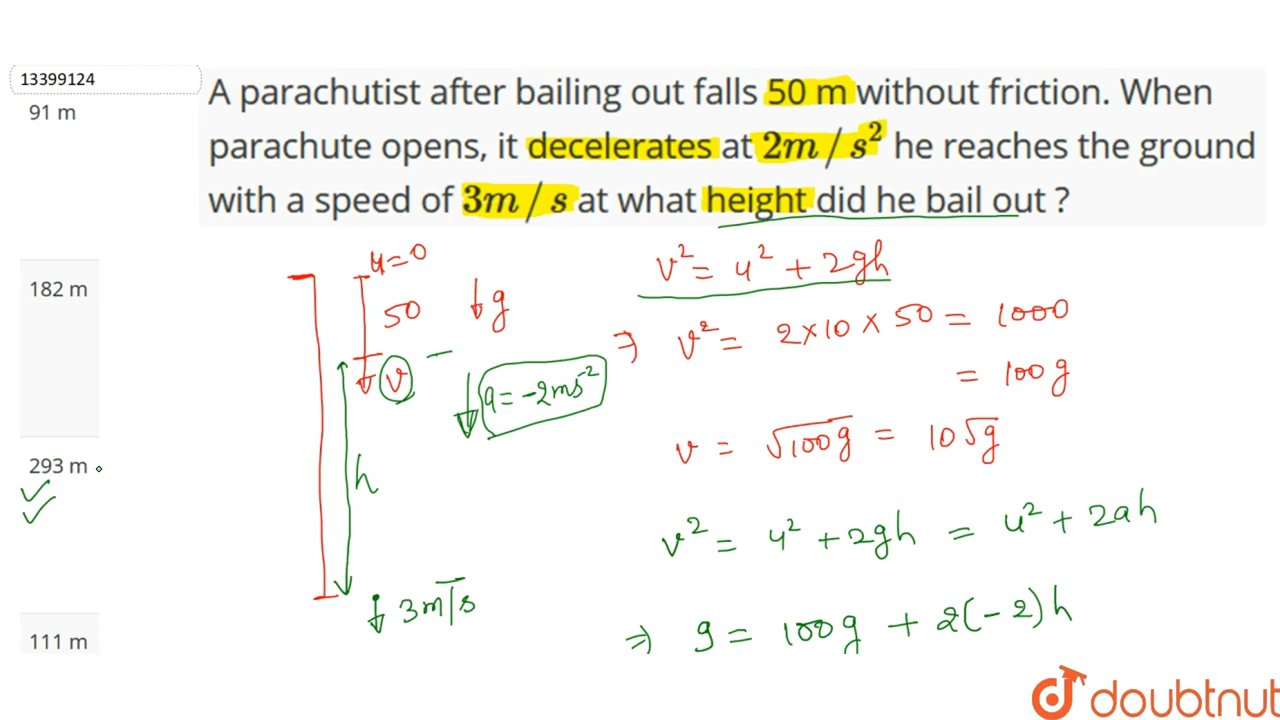 13399124
91 m
182 m
293 m
111 m
A parachutist after bailing out falls 50 m without friction. When
parachute opens, it decelerates at 2m/s² he reaches the ground
with a speed of 3m/s at what height did he bail out ?
u=0
50 ↓g
v
a=-2ms⁻²
h
↓ 3m/s
v² = u² + 2gh
⇒ v² = 2×10×50 = 1000
= 100g
v = √100g = 10√g
v² = u² + 2gh = u² + 2ah
⇒ 9 = 100g + 2(-2)h
doubtnut